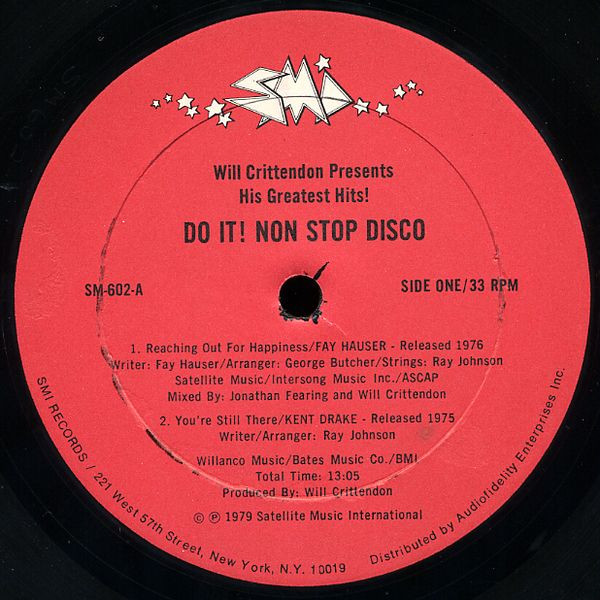 SMI
Will Crittendon Presents
His Greatest Hits!
DO IT! NON STOP DISCO
SM-602-A
SIDE ONE/33 RPM
1. Reaching Out For Happiness/FAY HAUSER - Released 1976
Writer: Fay Hauser/Arranger: George Butcher/Strings: Ray Johnson
Satellite Music/Intersong Music Inc./ASCAP
Mixed By: Jonathan Fearing and Will Crittendon
2. You're Still There/KENT DRAKE - Released 1975
Writer/Arranger: Ray Johnson
Willanco Music/Bates Music Co./BMI
Total Time: 13:05
Produced By: Will Crittendon
© ℗ 1979 Satellite Music International
SMI RECORDS / 221 West 57th Street, New York, N.Y. 10019
Distributed by Audiofidelity Enterprises Inc.